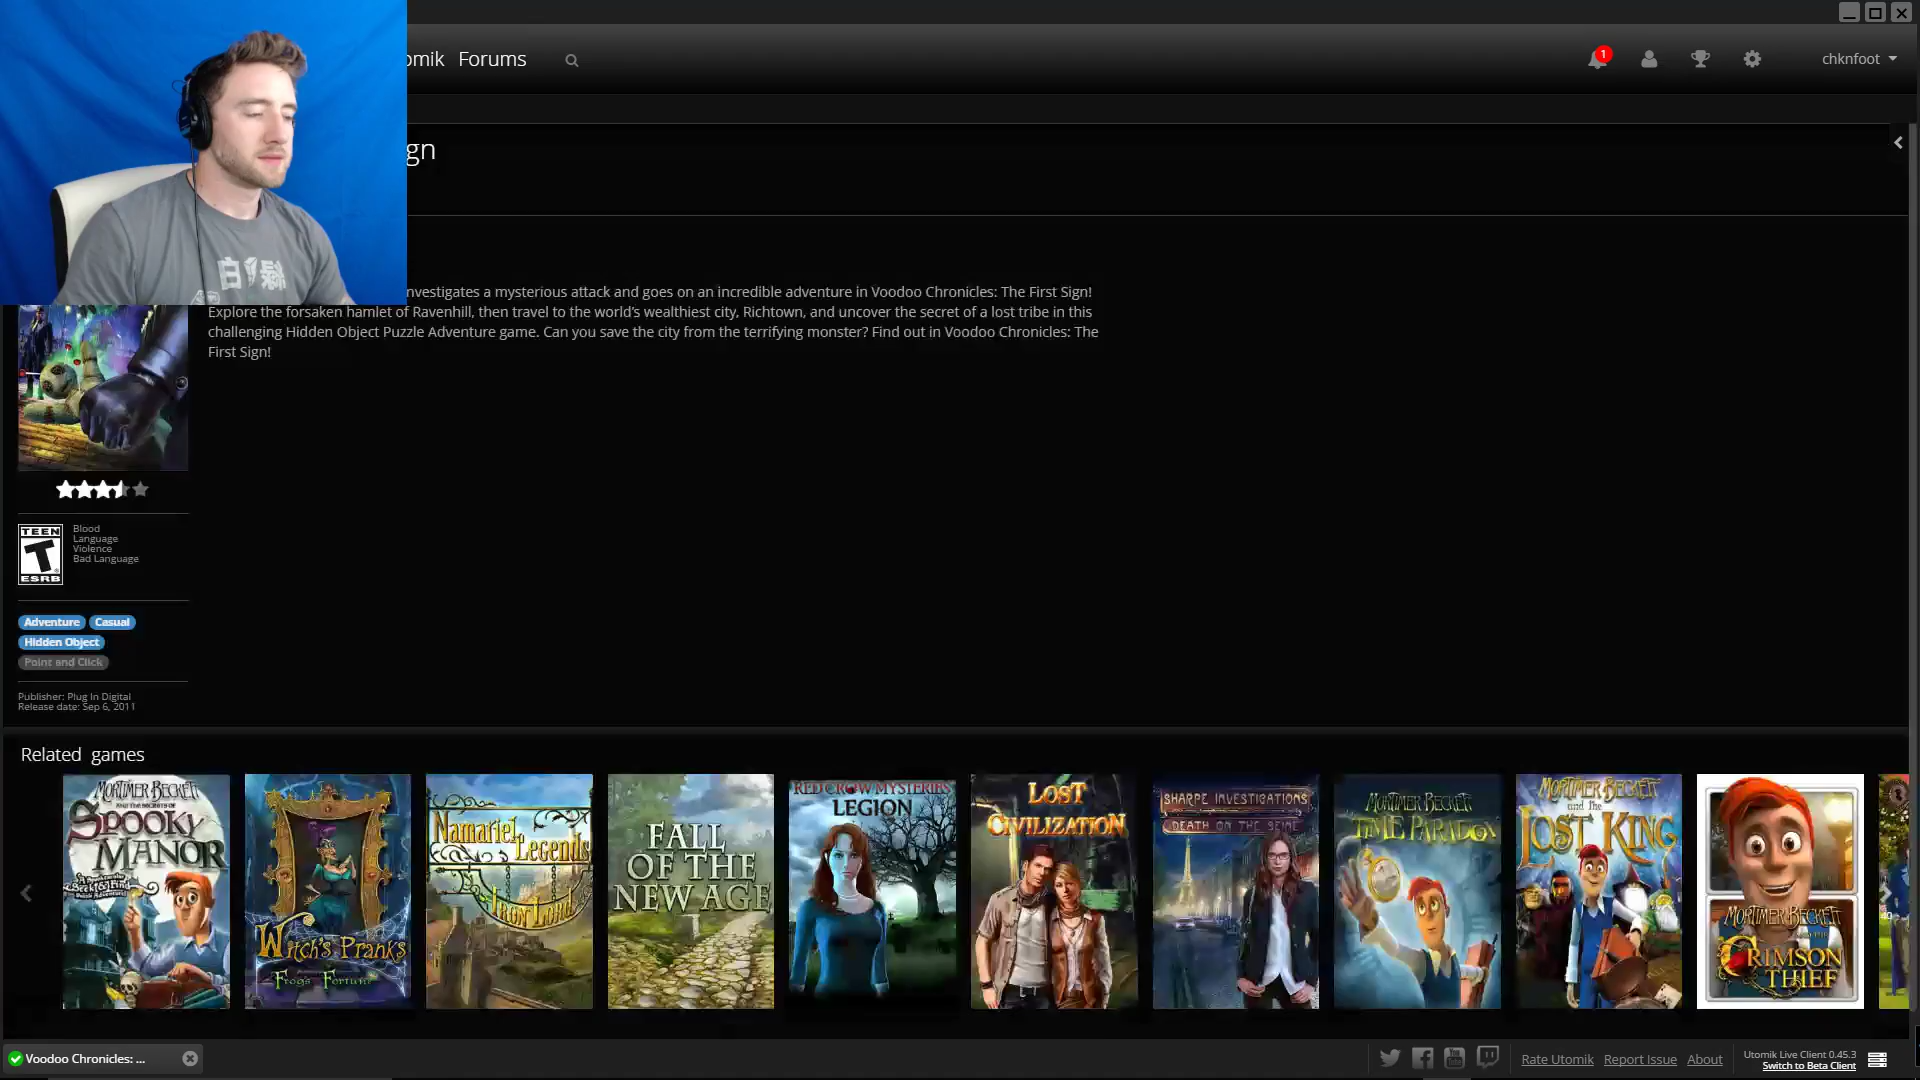 omik Forums
1
chknfoot
gn
nvestigates a mysterious attack and goes on an incredible adventure in Voodoo Chronicles: The First Sign!
Explore the forsaken hamlet of Ravenhill, then travel to the world's wealthiest city, Richtown, and uncover the secret of a lost tribe in this
challenging Hidden Object Puzzle Adventure game. Can you save the city from the terrifying monster? Find out in Voodoo Chronicles: The
First Sign!
TEEN
T
ESRB
Blood
Language
Violence
Bad Language
Adventure Casual
Hidden Object
Point and Click
Publisher: Plug In Digital
Release date: Sep 6, 2011
Related games
MORTIMER BECKETT
AND THE SECRETS OF
SPOOKY
MANOR
Witch's Pranks
Frog's Fortune
Namariel Legends
Iron Lord
FALL
OF THE
NEW AGE
RED CROW MYSTERIES
LEGION
LOST
CIVILIZATION
SHARPE INVESTIGATIONS
DEATH ON THE SEINE
MORTIMER BECKETT
TIME PARADOX
MORTIMER BECKETT
and The
LOST KING
MORTIMER BECKETT
CRIMSON
THIEF
Voodoo Chronicles: ...
Rate Utomik Report Issue About
Utomik Live Client 0.45.3
Switch to Beta Client